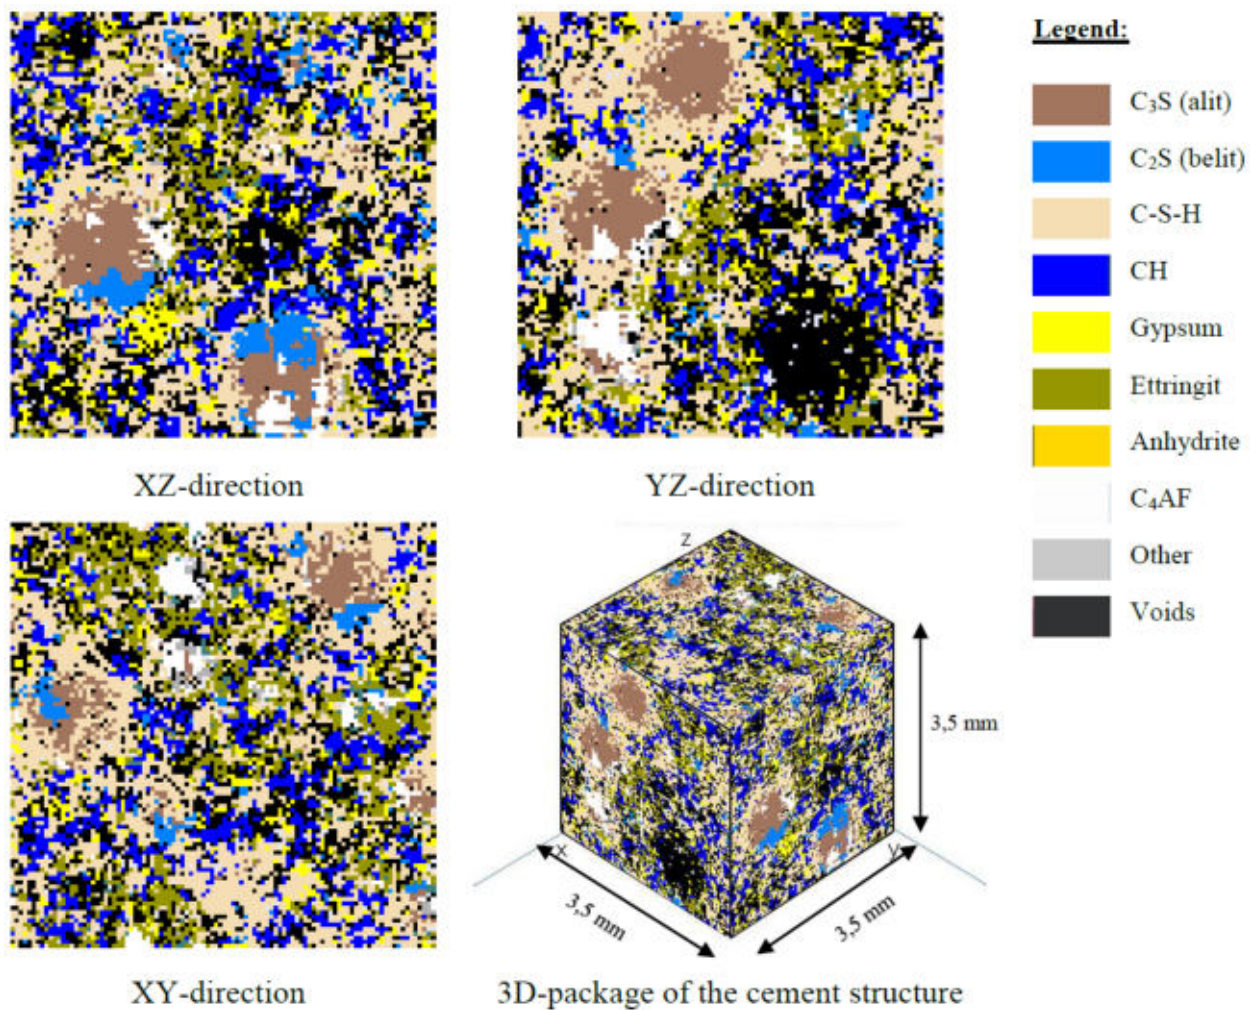 Legend:
C₃S (alit)
C₂S (belit)
C-S-H
CH
Gypsum
Ettringit
Anhydrite
C₄AF
Other
Voids
XZ-direction
YZ-direction
Z
3,5 mm
X
Y
3,5 mm
3,5 mm
XY-direction
3D-package of the cement structure